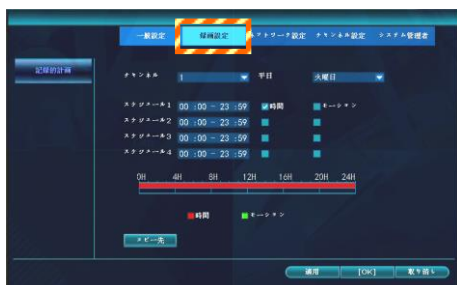 一般設定 録画設定 ネットワーク設定 チャンネル設定 システム管理者
記録的計画
チャンネル 1 平日 火曜日
スケジュール1 00 :00 - 23 :59 時間 モーション
スケジュール2 00 :00 - 23 :59
スケジュール3 00 :00 - 23 :59
スケジュール4 00 :00 - 23 :59
0H 4H 8H 12H 16H 20H 24H
時間 モーション
コピー先
適用 [OK] 取り消し